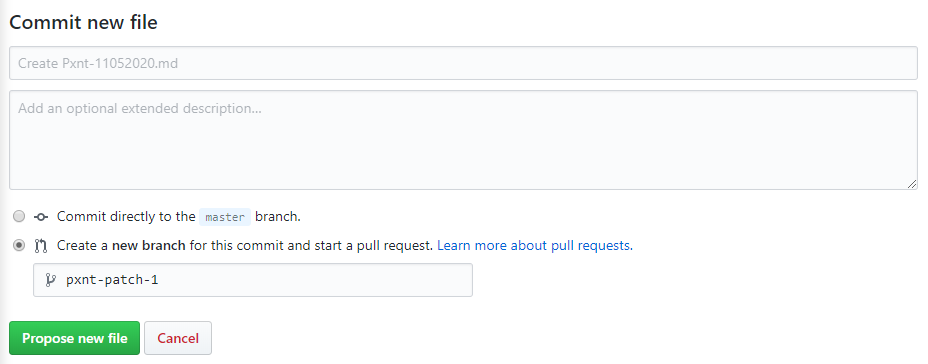 Commit new file
Create Pxnt-11052020.md
Add an optional extended description...
Commit directly to the master branch.
Create a new branch for this commit and start a pull request. Learn more about pull requests.
pxnt-patch-1
Propose new file Cancel